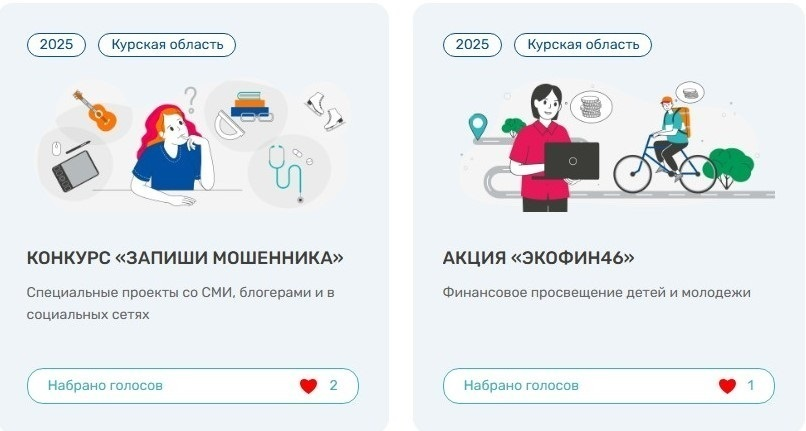 2025
Курская область
КОНКУРС «ЗАПИШИ МОШЕННИКА»
Специальные проекты со СМИ, блогерами и в
социальных сетях
Набрано голосов 2
2025
Курская область
АКЦИЯ «ЭКОФИН46»
Финансовое просвещение детей и молодежи
Набрано голосов 1